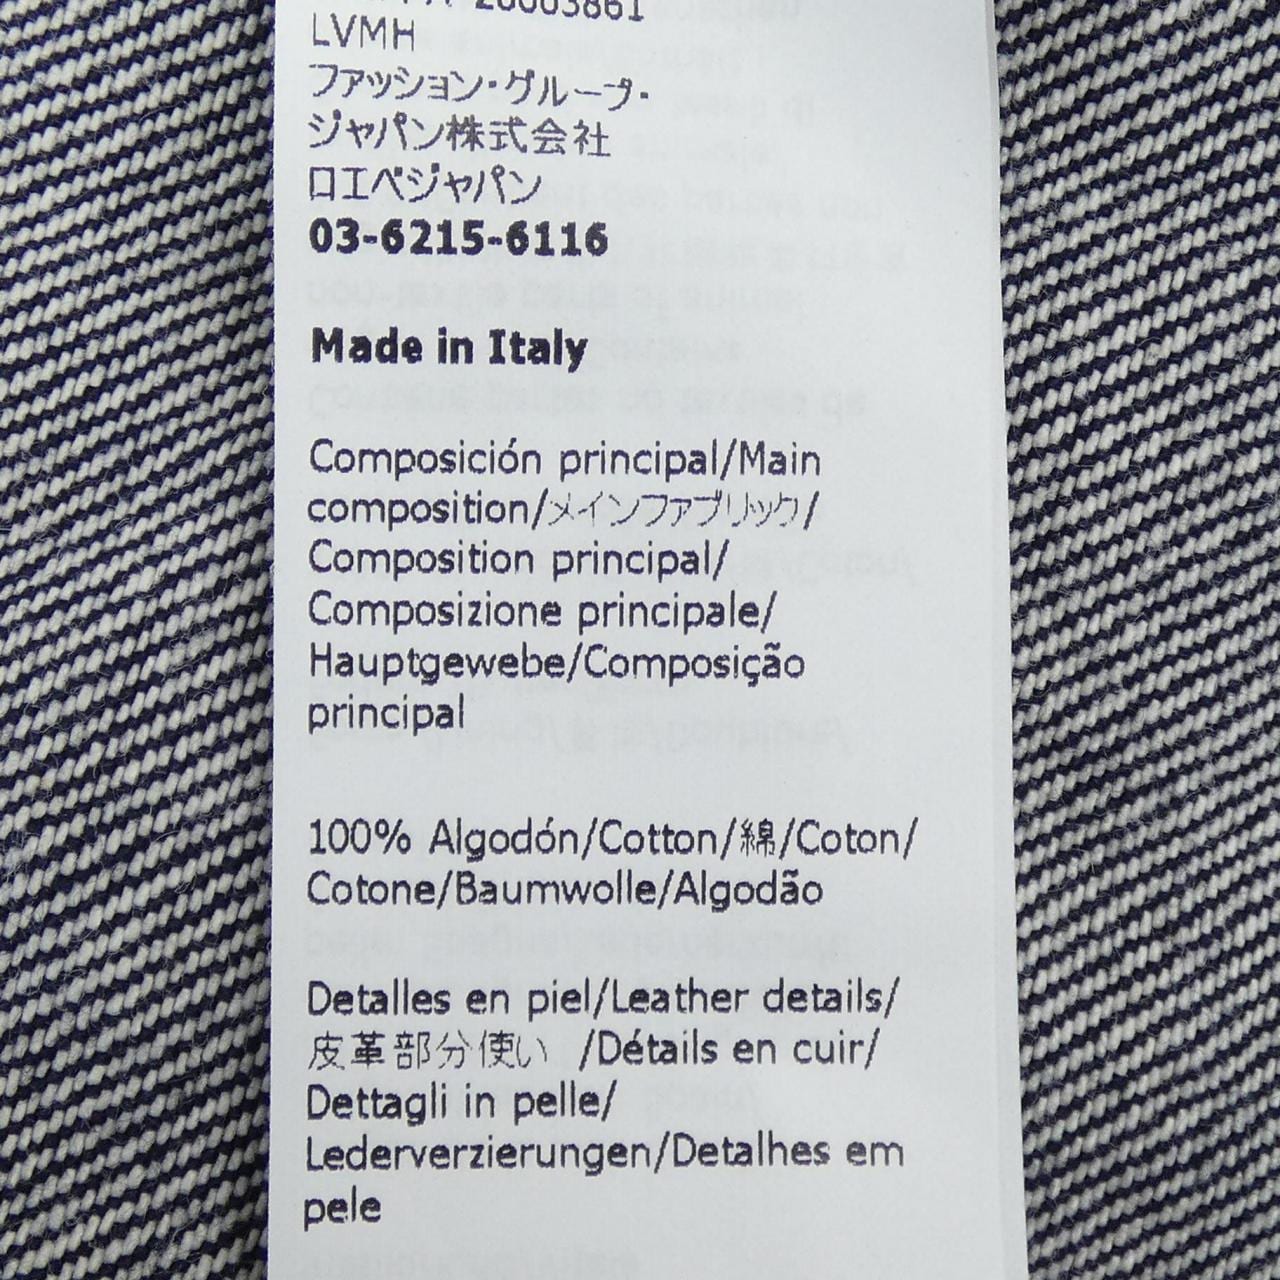 20003861
LVMH
ファッション・グループ・
ジャパン株式会社
ロエベジャパン
03-6215-6116
Made in Italy
Composición principal/Main
composition/メインファブリック/
Composition principal/
Composizione principale/
Hauptgewebe/Composição
principal
100% Algodón/Cotton/綿/Coton/
Cotone/Baumwolle/Algodão
Detalles en piel/Leather details/
皮革部分使い /Détails en cuir/
Dettagli in pelle/
Lederverzierungen/Detalhes em
pele